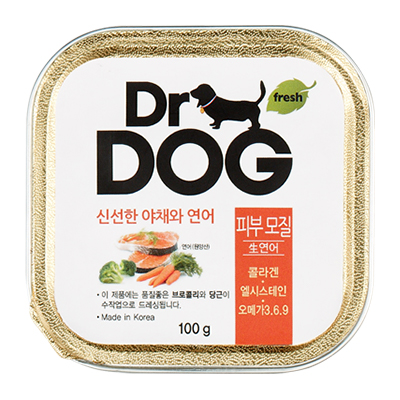 Dr
DOG
fresh
신선한 야채와 연어
연어(원양산)
• 이 제품에는 품질좋은 브로콜리와 당근이
수작업으로 드레싱됩니다.
• Made in Korea
100 g
피부 모질
生연어
콜라겐
•
엘시스테인
•
오메가3.6.9